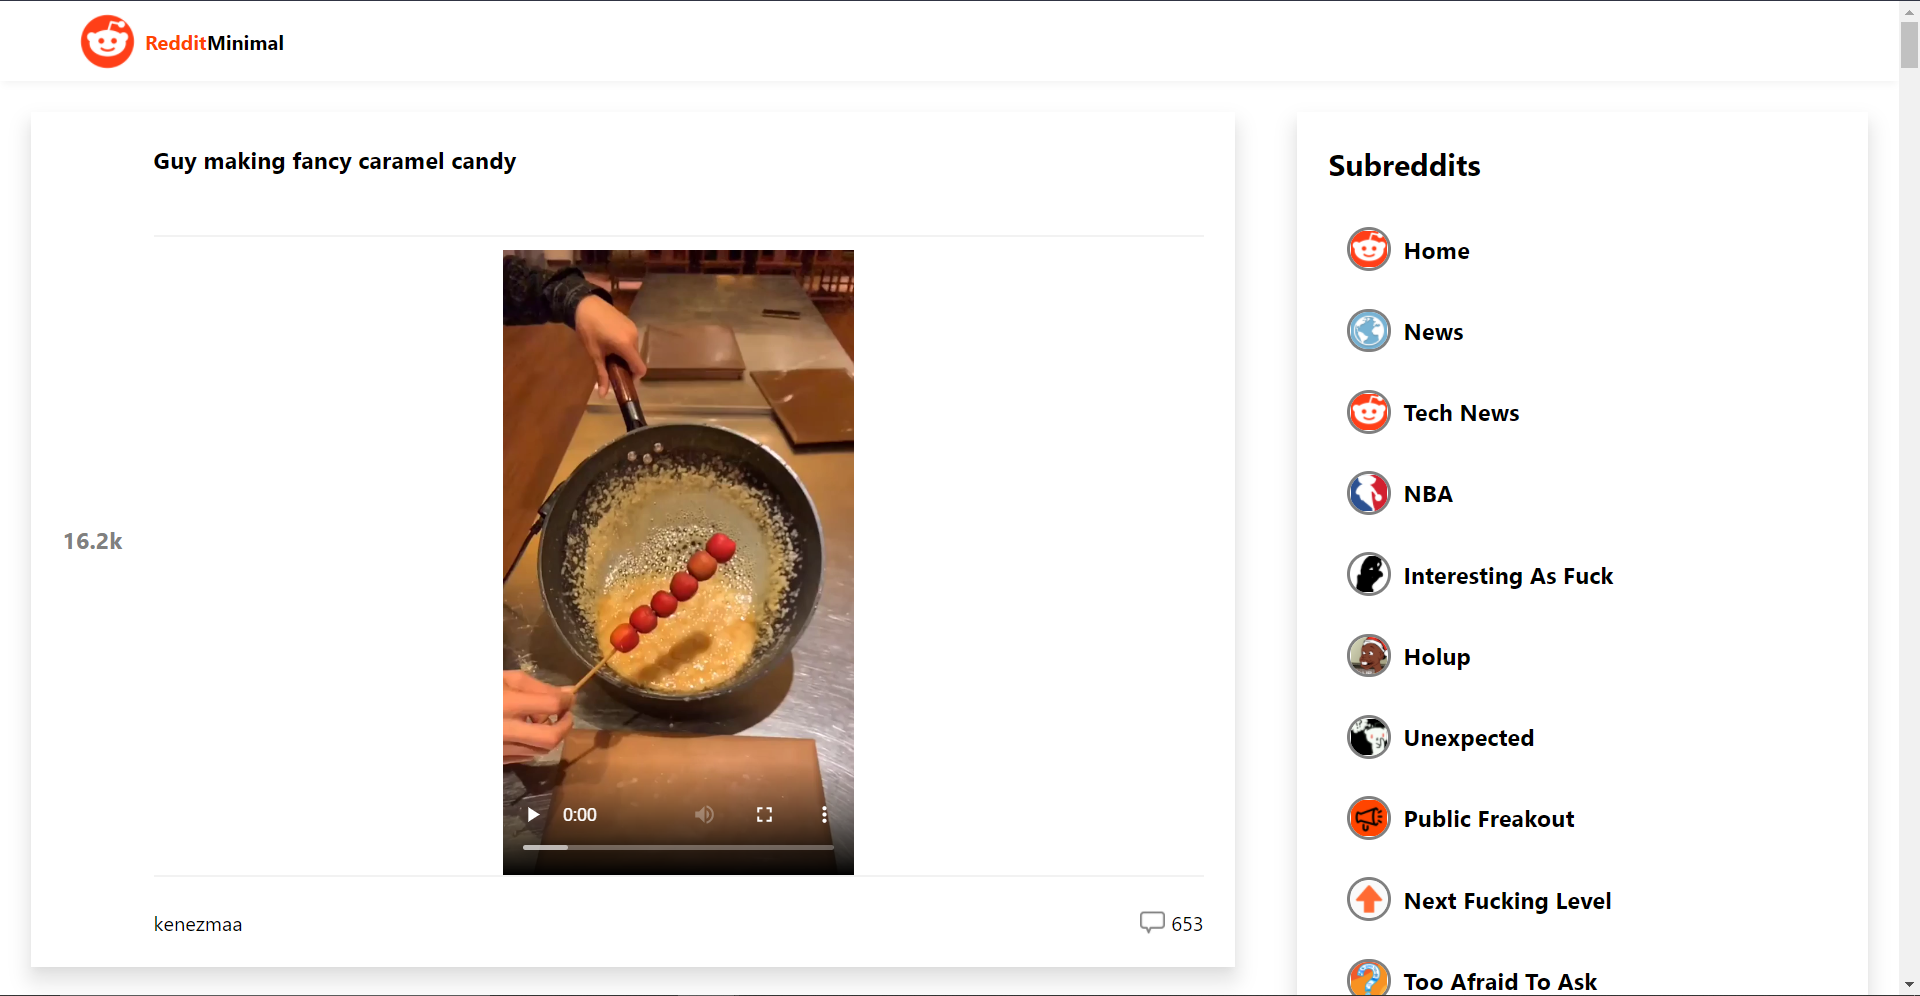 RedditMinimal
Guy making fancy caramel candy
16.2k
0:00
kenezmaa
653
Subreddits
Home
News
Tech News
NBA
Interesting As Fuck
Holup
Unexpected
Public Freakout
Next Fucking Level
Too Afraid To Ask